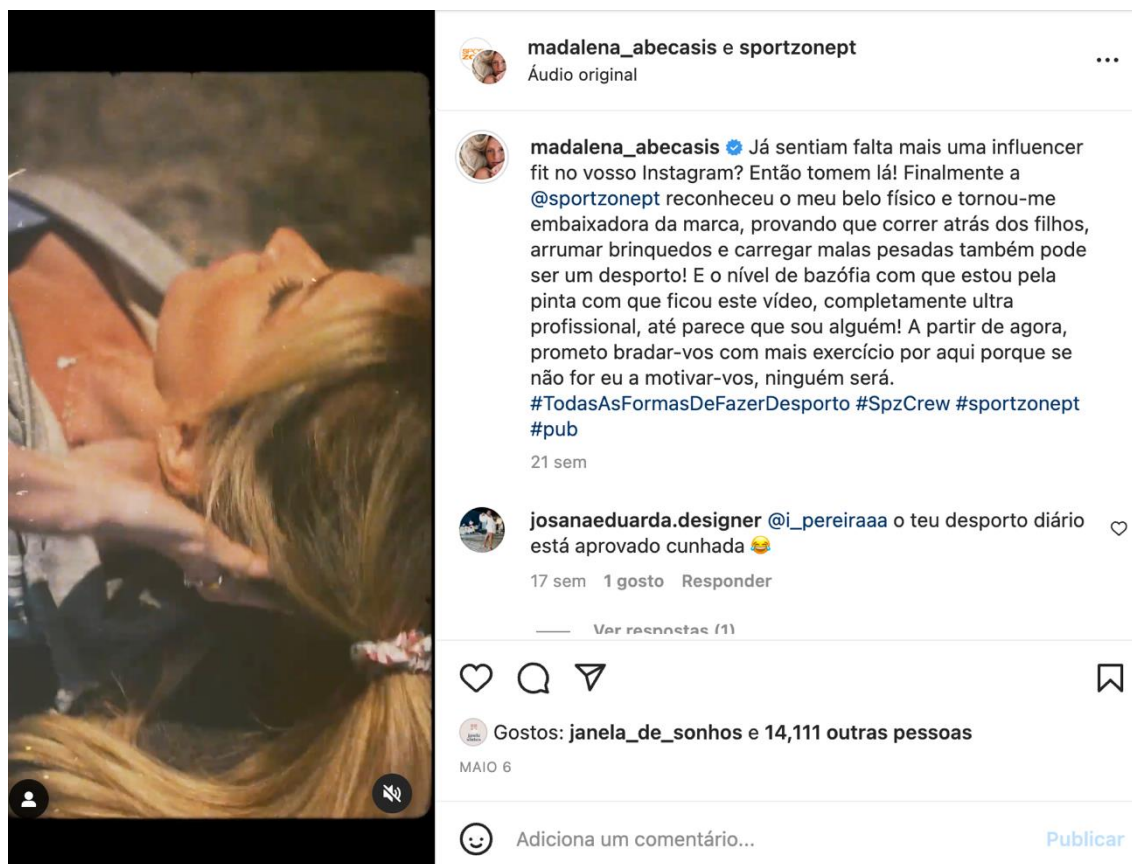 madalena_abecasis e sportzonept
Áudio original
madalena_abecasis Já sentiam falta mais uma influencer
fit no vosso Instagram? Então tomem lá! Finalmente a
@sportzonept reconheceu o meu belo físico e tornou-me
embaixadora da marca, provando que correr atrás dos filhos,
arrumar brinquedos e carregar malas pesadas também pode
ser um desporto! E o nível de bazófia com que estou pela
pinta com que ficou este vídeo, completamente ultra
profissional, até parece que sou alguém! A partir de agora,
prometo bradar-vos com mais exercício por aqui porque se
não for eu a motivar-vos, ninguém será.
#TodasAsFormasDeFazerDesporto #SpzCrew #sportzonept
#pub
21 sem
josanaeduarda.designer @i_pereiraaa o teu desporto diário
está aprovado cunhada 😂
17 sem 1 gosto Responder
Ver respostas (1)
Gostos: janela_de_sonhos e 14,111 outras pessoas
MAIO 6
Adiciona um comentário... Publicar